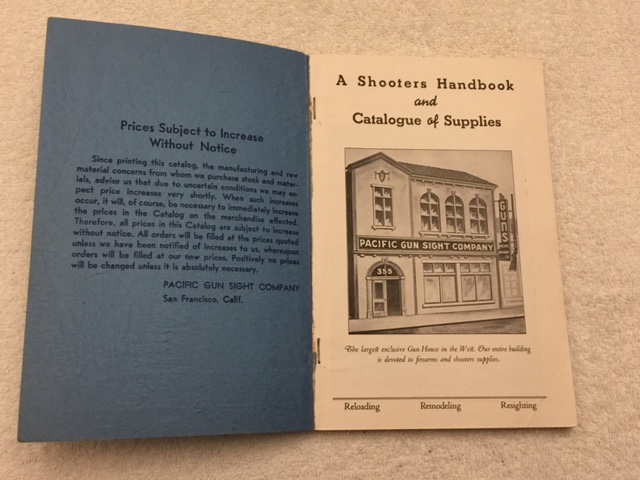 Prices Subject to Increase
Without Notice
Since printing this catalog, the manufacturing and raw
material concerns from whom we purchase stock and mater-
ials, advise us that due to uncertain conditions we may ex-
pect price increases very shortly. When such increases
occur, it will, of course, be necessary to immediately increase
the prices in the Catalog on the merchandise affected.
Therefore, all prices in this Catalog are subject to increase
without notice. All orders will be filled at the prices quoted
unless we have been notified of increases to us, whereupon
orders will be filled at our new prices. Positively no prices
will be changed unless it is absolutely necessary.
PACIFIC GUN SIGHT COMPANY
San Francisco, Calif.
A Shooters Handbook
and
Catalogue of Supplies
GUNS
PACIFIC GUN SIGHT COMPANY
355
The largest exclusive Gun House in the West. Our entire building
is devoted to firearms and shooters supplies.
Reloading Remodeling Resighting